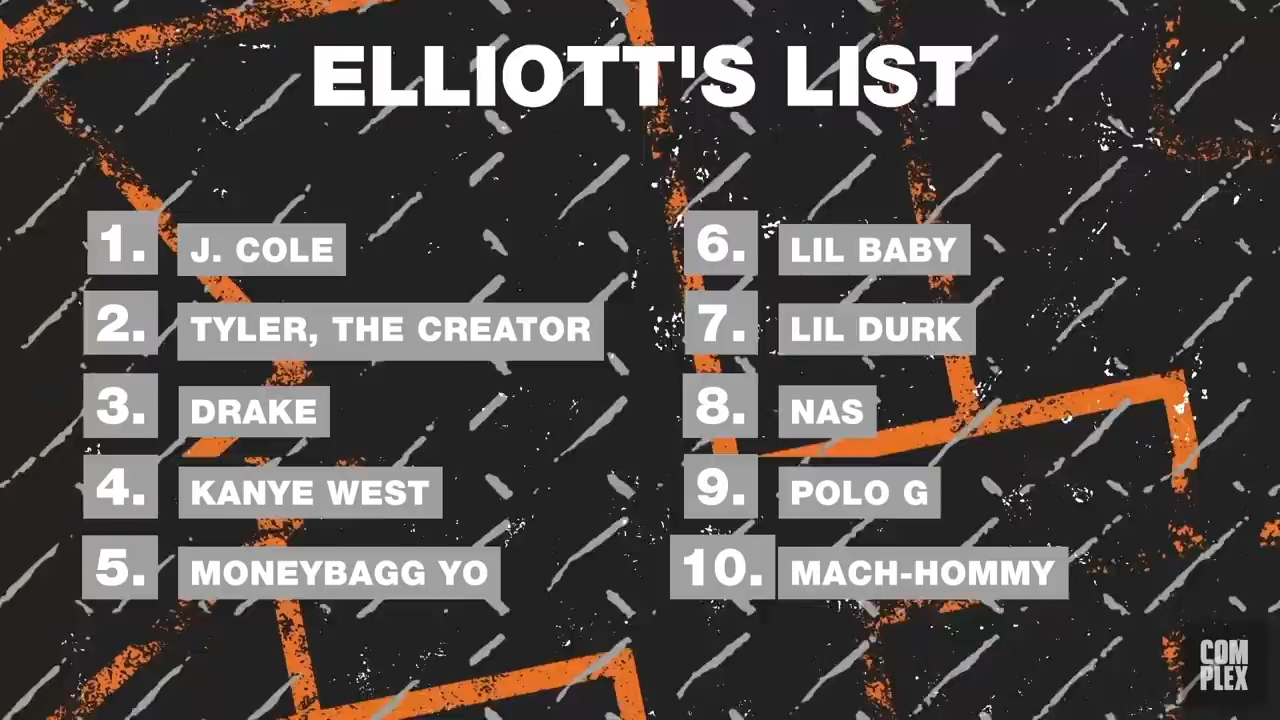 ELLIOTT'S LIST
1. J. COLE
2. TYLER, THE CREATOR
3. DRAKE
4. KANYE WEST
5. MONEYBAGG YO
6. LIL BABY
7. LIL DURK
8. NAS
9. POLO G
10. MACH-HOMMY
COM
PLEX